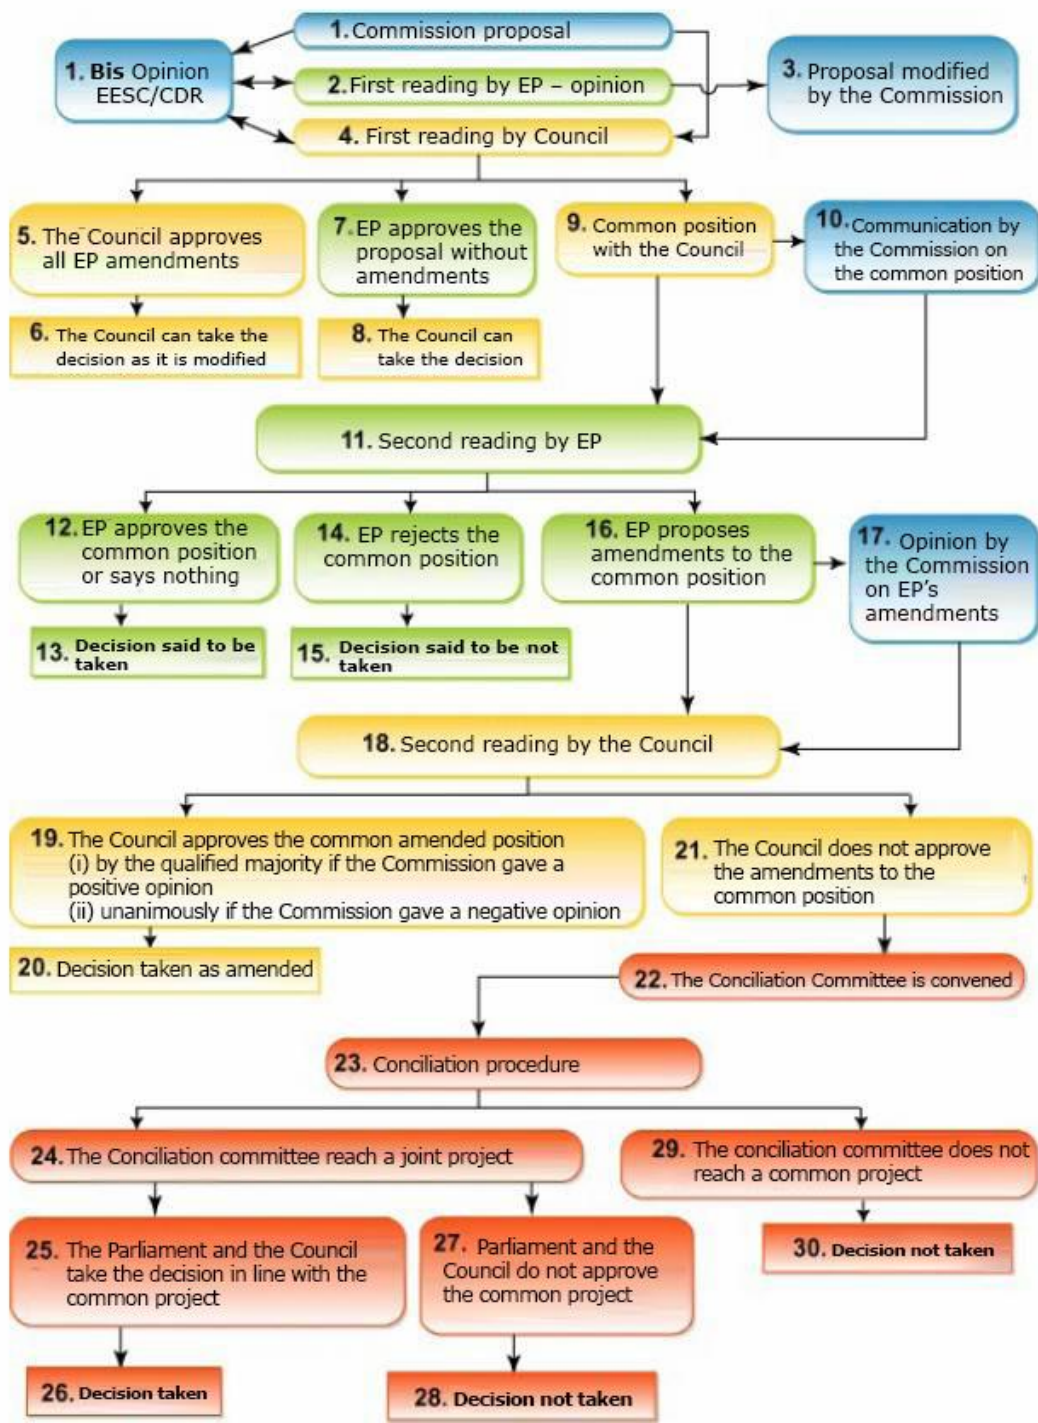 1. Commission proposal
1. Bis Opinion
EESC/CDR
2. First reading by EP – opinion
3. Proposal modified
by the Commission
4. First reading by Council
5. The Council approves
all EP amendments
7. EP approves the
proposal without
amendments
9. Common position
with the Council
10. Communication by
the Commission on
the common position
6. The Council can take the
decision as it is modified
8. The Council can
take the decision
11. Second reading by EP
12. EP approves the
common position
or says nothing
14. EP rejects the
common position
16. EP proposes
amendments to the
common position
17. Opinion by
the Commission
on EP’s
amendments
13. Decision said to be
taken
15. Decision said to be not
taken
18. Second reading by the Council
19. The Council approves the common amended position
(i) by the qualified majority if the Commission gave a
positive opinion
(ii) unanimously if the Commission gave a negative opinion
21. The Council does not approve
the amendments to the
common position
20. Decision taken as amended
22. The Conciliation Committee is convened
23. Conciliation procedure
24. The Conciliation committee reach a joint project
29. The conciliation committee does not
reach a common project
25. The Parliament and the Council
take the decision in line with the
common project
27. Parliament and the
Council do not approve
the common project
30. Decision not taken
26. Decision taken
28. Decision not taken